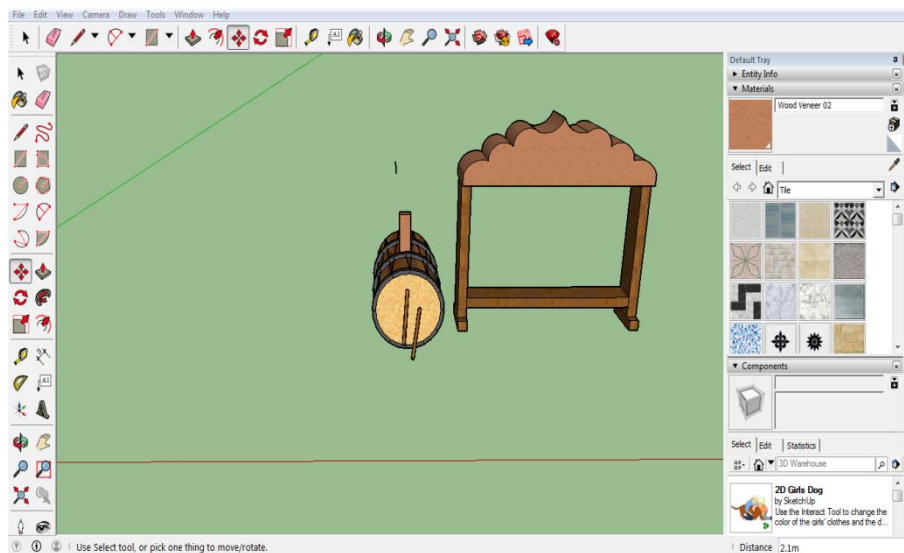 File Edit View Camera Draw Tools Window Help
A1
Default Tray
Entity Info
Materials
Wood Veneer 02
Select Edit
Tile
A1
Components
Select Edit Statistics
3D Warehouse
2D Girls Dog
by SketchUp
Use the Interact Tool to change
the color of the girls' clothes and the d...
Use Select tool, or pick one thing to move/rotate.
Distance 2.1m